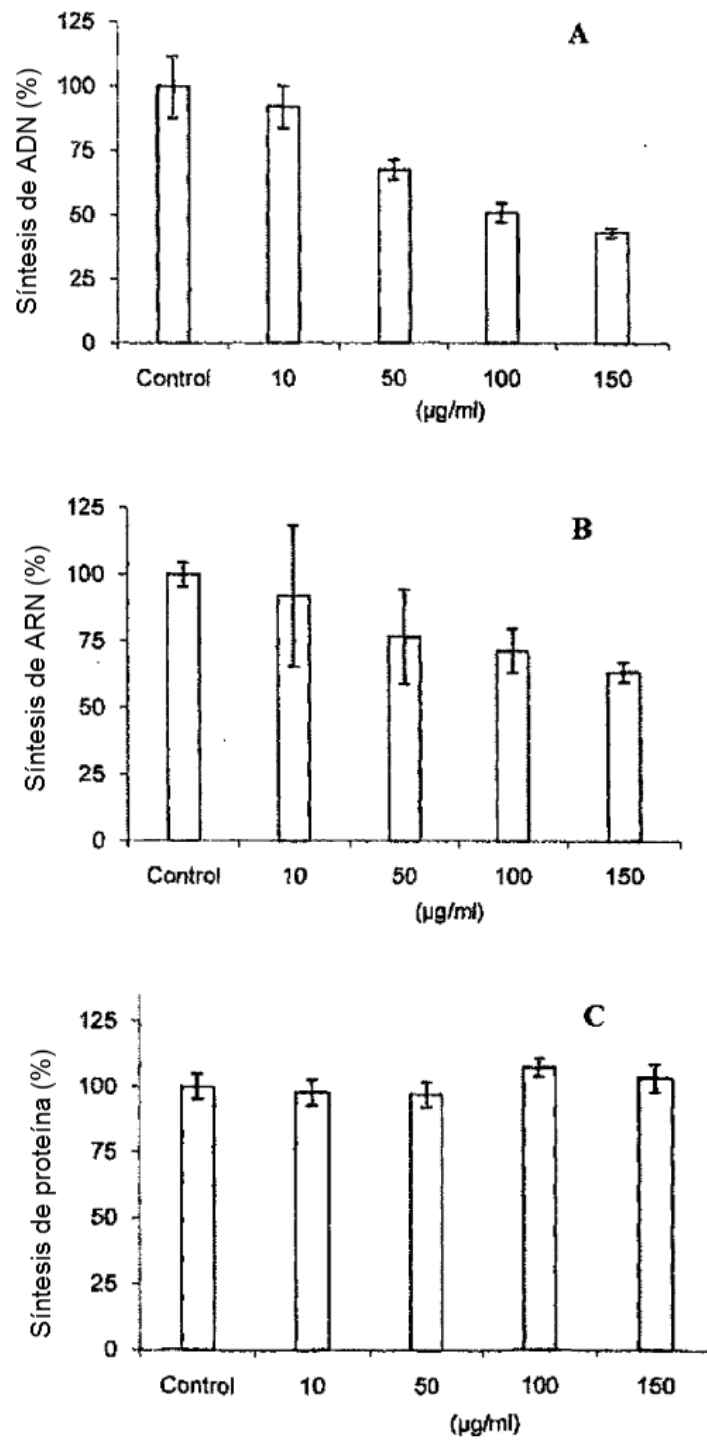 A
Síntesis de ADN (%)
125
100
75
50
25
0
Control 10 50 100 150
(µg/ml)
B
Síntesis de ARN (%)
125
100
75
50
25
0
Control 10 50 100 150
(µg/ml)
C
Síntesis de proteína (%)
125
100
75
50
25
0
Control 10 50 100 150
(µg/ml)